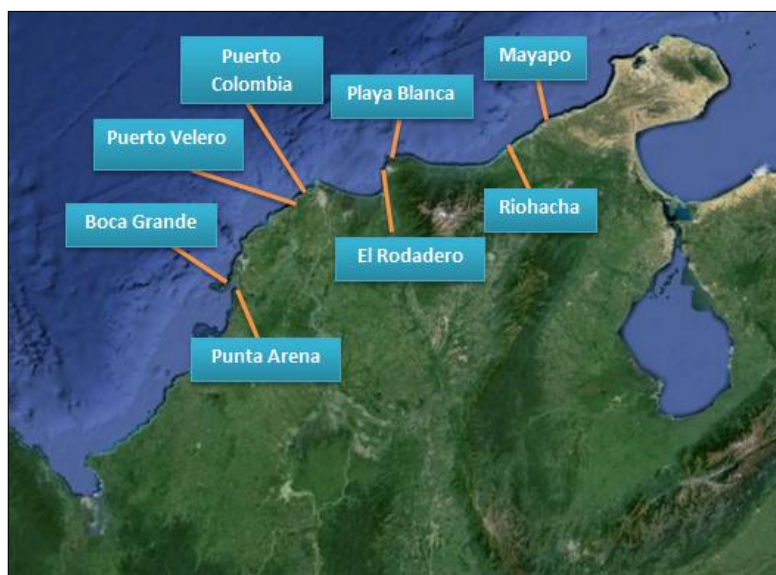 Puerto
Colombia
Mayapo
Playa Blanca
Puerto Velero
Riohacha
Boca Grande
El Rodadero
Punta Arena